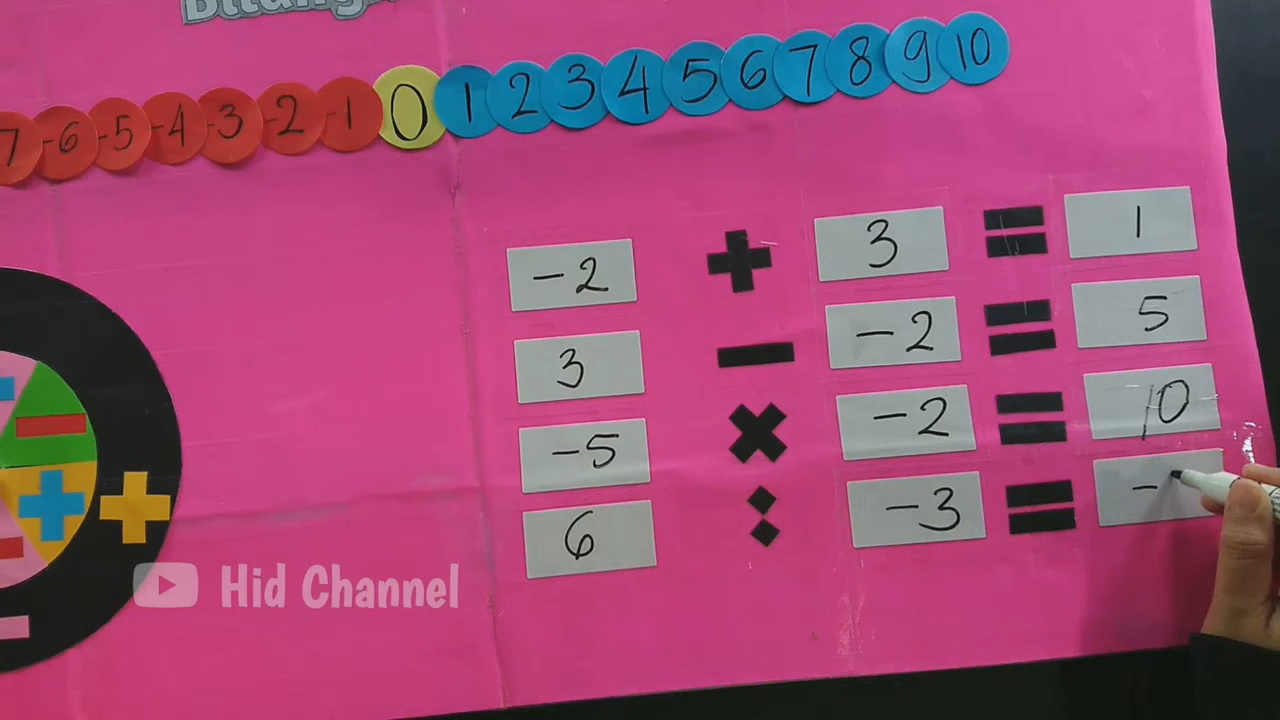 -7 -6 -5 -4 -3 -2 -1 0 1 2 3 4 5 6 7 8 9 10
-2 + 3 = 1
3 - -2 = 5
-5 × -2 = 10
6 : -3 = -
+ - + -
Hid Channel